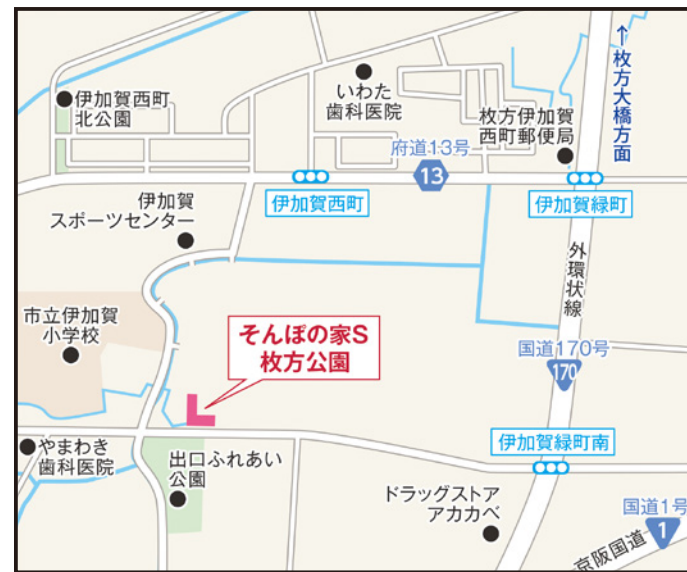 ↑枚方大橋方面
伊加賀西町
北公園
いわた
歯科医院
枚方伊加賀
西町郵便局
府道13号
13
伊加賀西町
伊加賀緑町
伊加賀
スポーツセンター
外環状線
市立伊加賀
小学校
そんぽの家S
枚方公園
国道170号
170
やまわき
歯科医院
出口ふれあい
公園
伊加賀緑町南
ドラッグストア
アカカベ
国道1号
1
京阪国道